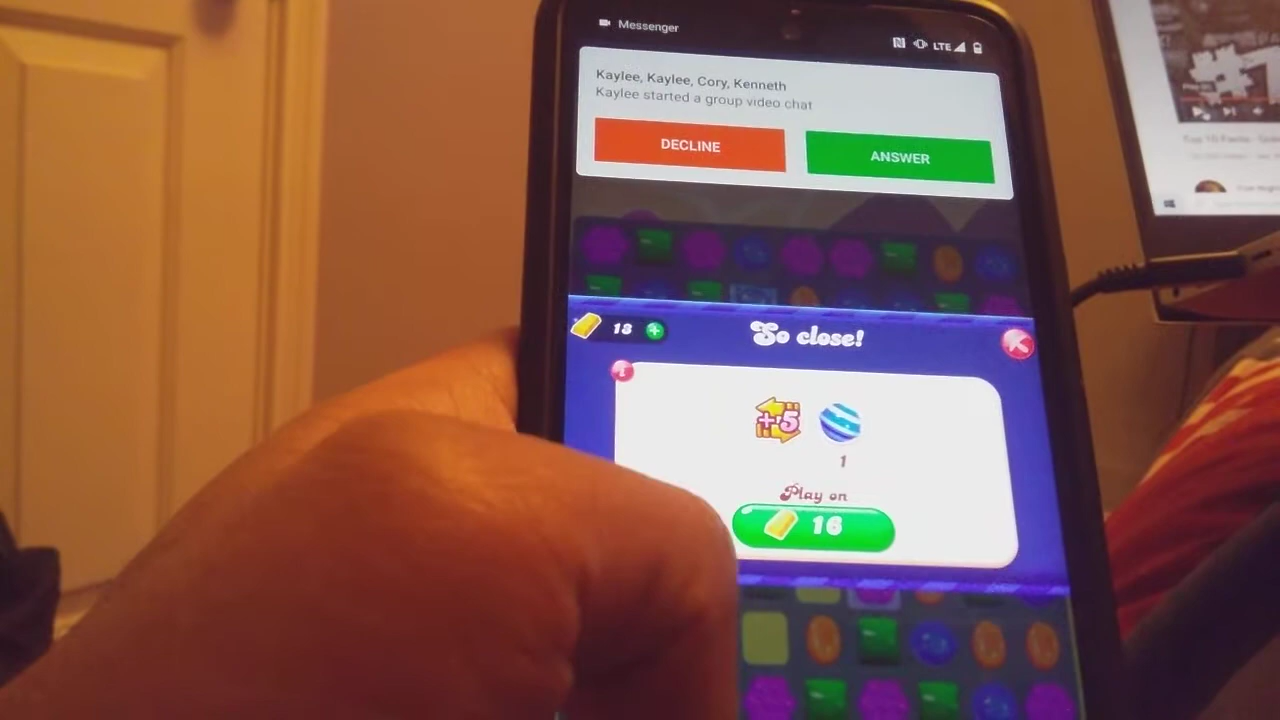 Messenger
LTE
Kaylee, Kaylee, Cory, Kenneth
Kaylee started a group video chat
DECLINE
ANSWER
13
So close!
+5
1
Play on
16
#1